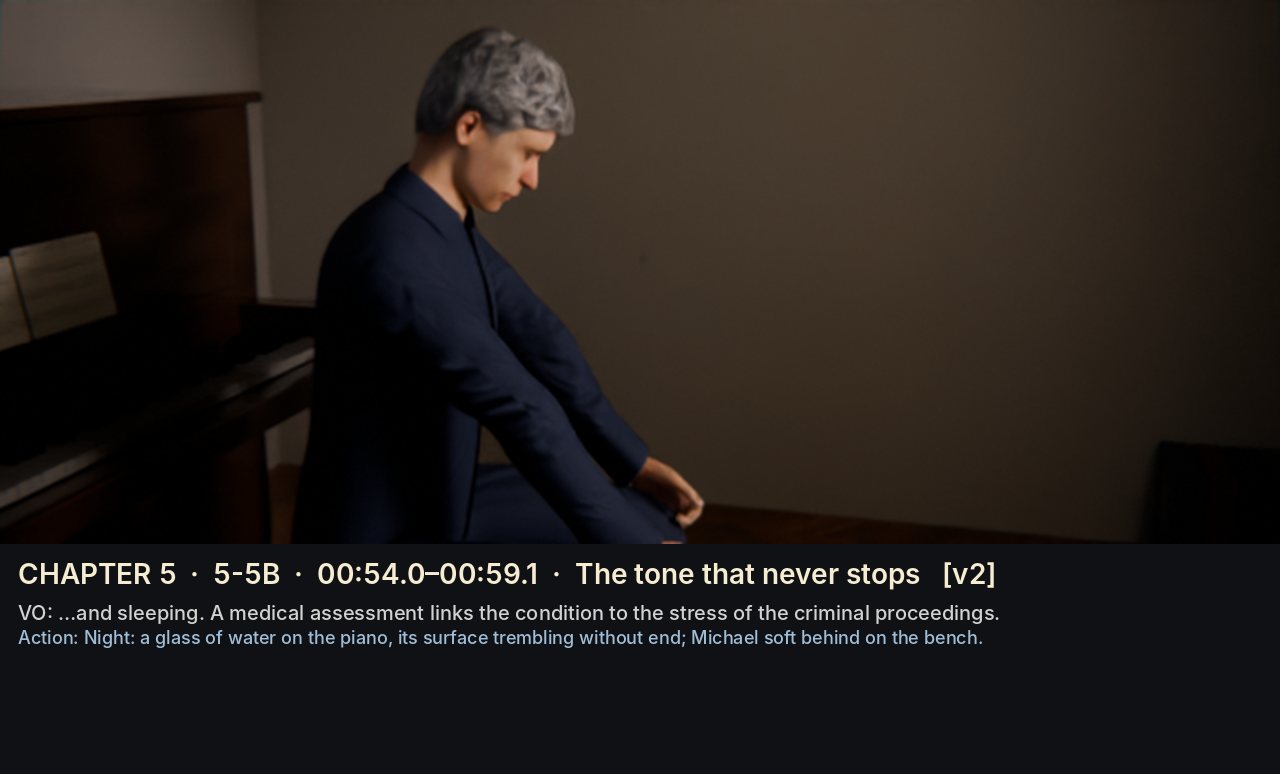 CHAPTER 5 · 5-5B · 00:54.0–00:59.1 · The tone that never stops [v2]
VO: …and sleeping. A medical assessment links the condition to the stress of the criminal proceedings.
Action: Night: a glass of water on the piano, its surface trembling without end; Michael soft behind on the bench.